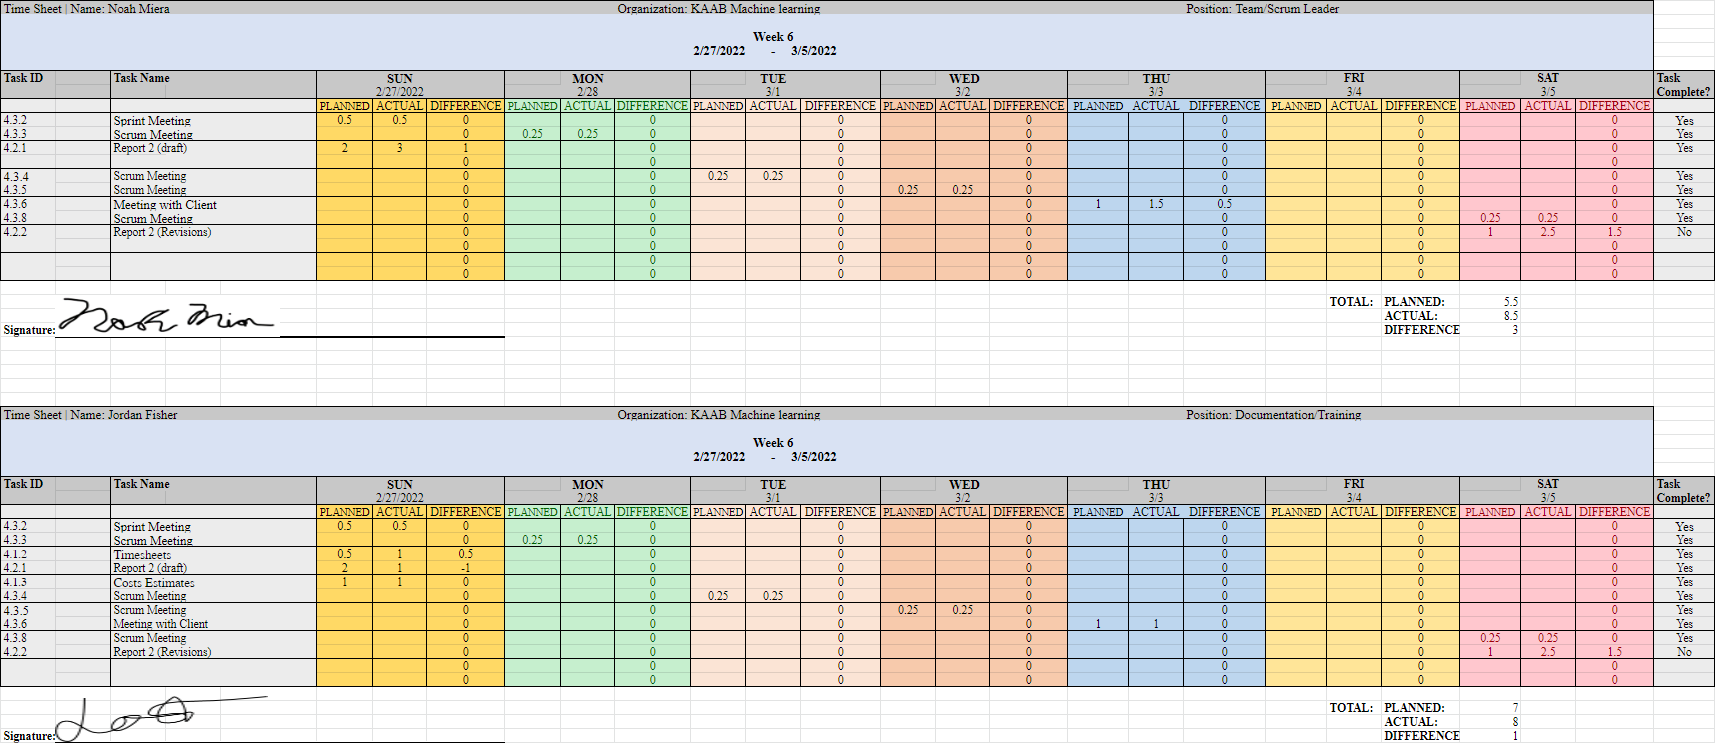 Time Sheet | Name: Noah Miera Organization: KAAB Machine learning Position: Team/Scrum Leader
Week 6
2/27/2022 - 3/5/2022
Task ID Task Name SUN MON TUE WED THU FRI SAT Task
2/27/2022 2/28 3/1 3/2 3/3 3/4 3/5 Complete?
PLANNED ACTUAL DIFFERENCE PLANNED ACTUAL DIFFERENCE PLANNED ACTUAL DIFFERENCE PLANNED ACTUAL DIFFERENCE PLANNED ACTUAL DIFFERENCE PLANNED ACTUAL DIFFERENCE PLANNED ACTUAL DIFFERENCE
4.3.2 Sprint Meeting 0.5 0.5 0 0 0 0 0 0 0 Yes
4.3.3 Scrum Meeting 0 0.25 0.25 0 0 0 0 0 0 Yes
4.2.1 Report 2 (draft) 2 3 1 0 0 0 0 0 0 Yes
0 0 0 0 0 0 0
4.3.4 Scrum Meeting 0 0 0.25 0.25 0 0 0 0 0 Yes
4.3.5 Scrum Meeting 0 0 0 0.25 0.25 0 0 0 0 Yes
4.3.6 Meeting with Client 0 0 0 0 1 1.5 0.5 0 0 Yes
4.3.8 Scrum Meeting 0 0 0 0 0 0 0.25 0.25 0 Yes
4.2.2 Report 2 (Revisions) 0 0 0 0 0 0 1 2.5 1.5 No
0 0 0 0 0 0 0
0 0 0 0 0 0 0
0 0 0 0 0 0 0
TOTAL: PLANNED: 5.5
ACTUAL: 8.5
Signature: Noah Miera DIFFERENCE 3
Time Sheet | Name: Jordan Fisher Organization: KAAB Machine learning Position: Documentation/Training
Week 6
2/27/2022 - 3/5/2022
Task ID Task Name SUN MON TUE WED THU FRI SAT Task
2/27/2022 2/28 3/1 3/2 3/3 3/4 3/5 Complete?
PLANNED ACTUAL DIFFERENCE PLANNED ACTUAL DIFFERENCE PLANNED ACTUAL DIFFERENCE PLANNED ACTUAL DIFFERENCE PLANNED ACTUAL DIFFERENCE PLANNED ACTUAL DIFFERENCE PLANNED ACTUAL DIFFERENCE
4.3.2 Sprint Meeting 0.5 0.5 0 0 0 0 0 0 0 Yes
4.3.3 Scrum Meeting 0 0.25 0.25 0 0 0 0 0 0 Yes
4.1.2 Timesheets 0.5 1 0.5 0 0 0 0 0 0 Yes
4.2.1 Report 2 (draft) 2 1 -1 0 0 0 0 0 0 Yes
4.1.3 Costs Estimates 1 1 0 0 0 0 0 0 0 Yes
4.3.4 Scrum Meeting 0 0 0.25 0.25 0 0 0 0 0 Yes
4.3.5 Scrum Meeting 0 0 0 0.25 0.25 0 0 0 0 Yes
4.3.6 Meeting with Client 0 0 0 0 1 1 0 0 0 Yes
4.3.8 Scrum Meeting 0 0 0 0 0 0 0.25 0.25 0 Yes
4.2.2 Report 2 (Revisions) 0 0 0 0 0 0 1 2.5 1.5 No
0 0 0 0 0 0 0
0 0 0 0 0 0 0
TOTAL: PLANNED: 7
ACTUAL: 8
Signature: DIFFERENCE 1